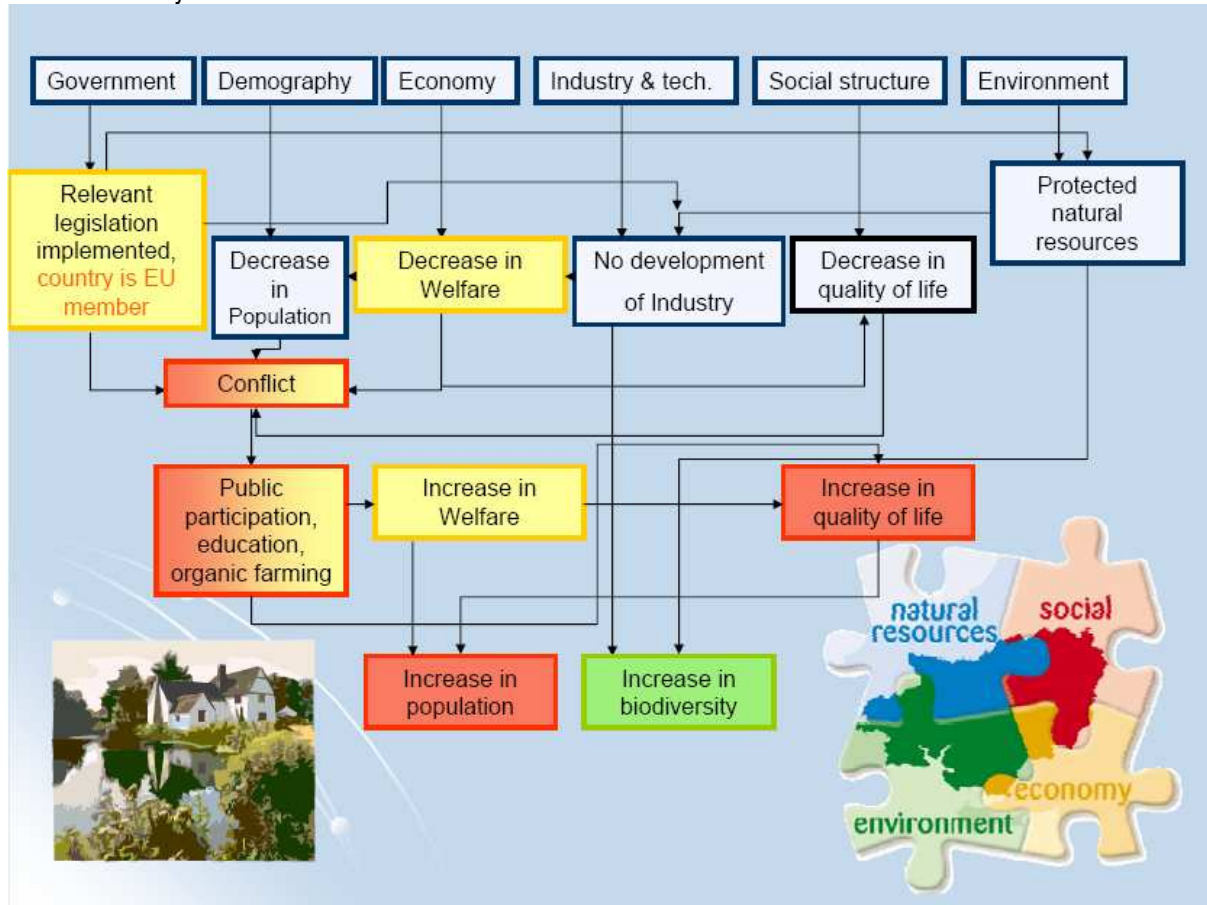 Government
Demography
Economy
Industry & tech.
Social structure
Environment
Relevant
legislation
implemented,
country is EU
member
Decrease
in
Population
Decrease in
Welfare
No development
of Industry
Decrease in
quality of life
Protected
natural
resources
Conflict
Public
participation,
education,
organic farming
Increase in
Welfare
Increase in
quality of life
Increase in
population
Increase in
biodiversity
natural
resources
social
economy
environment